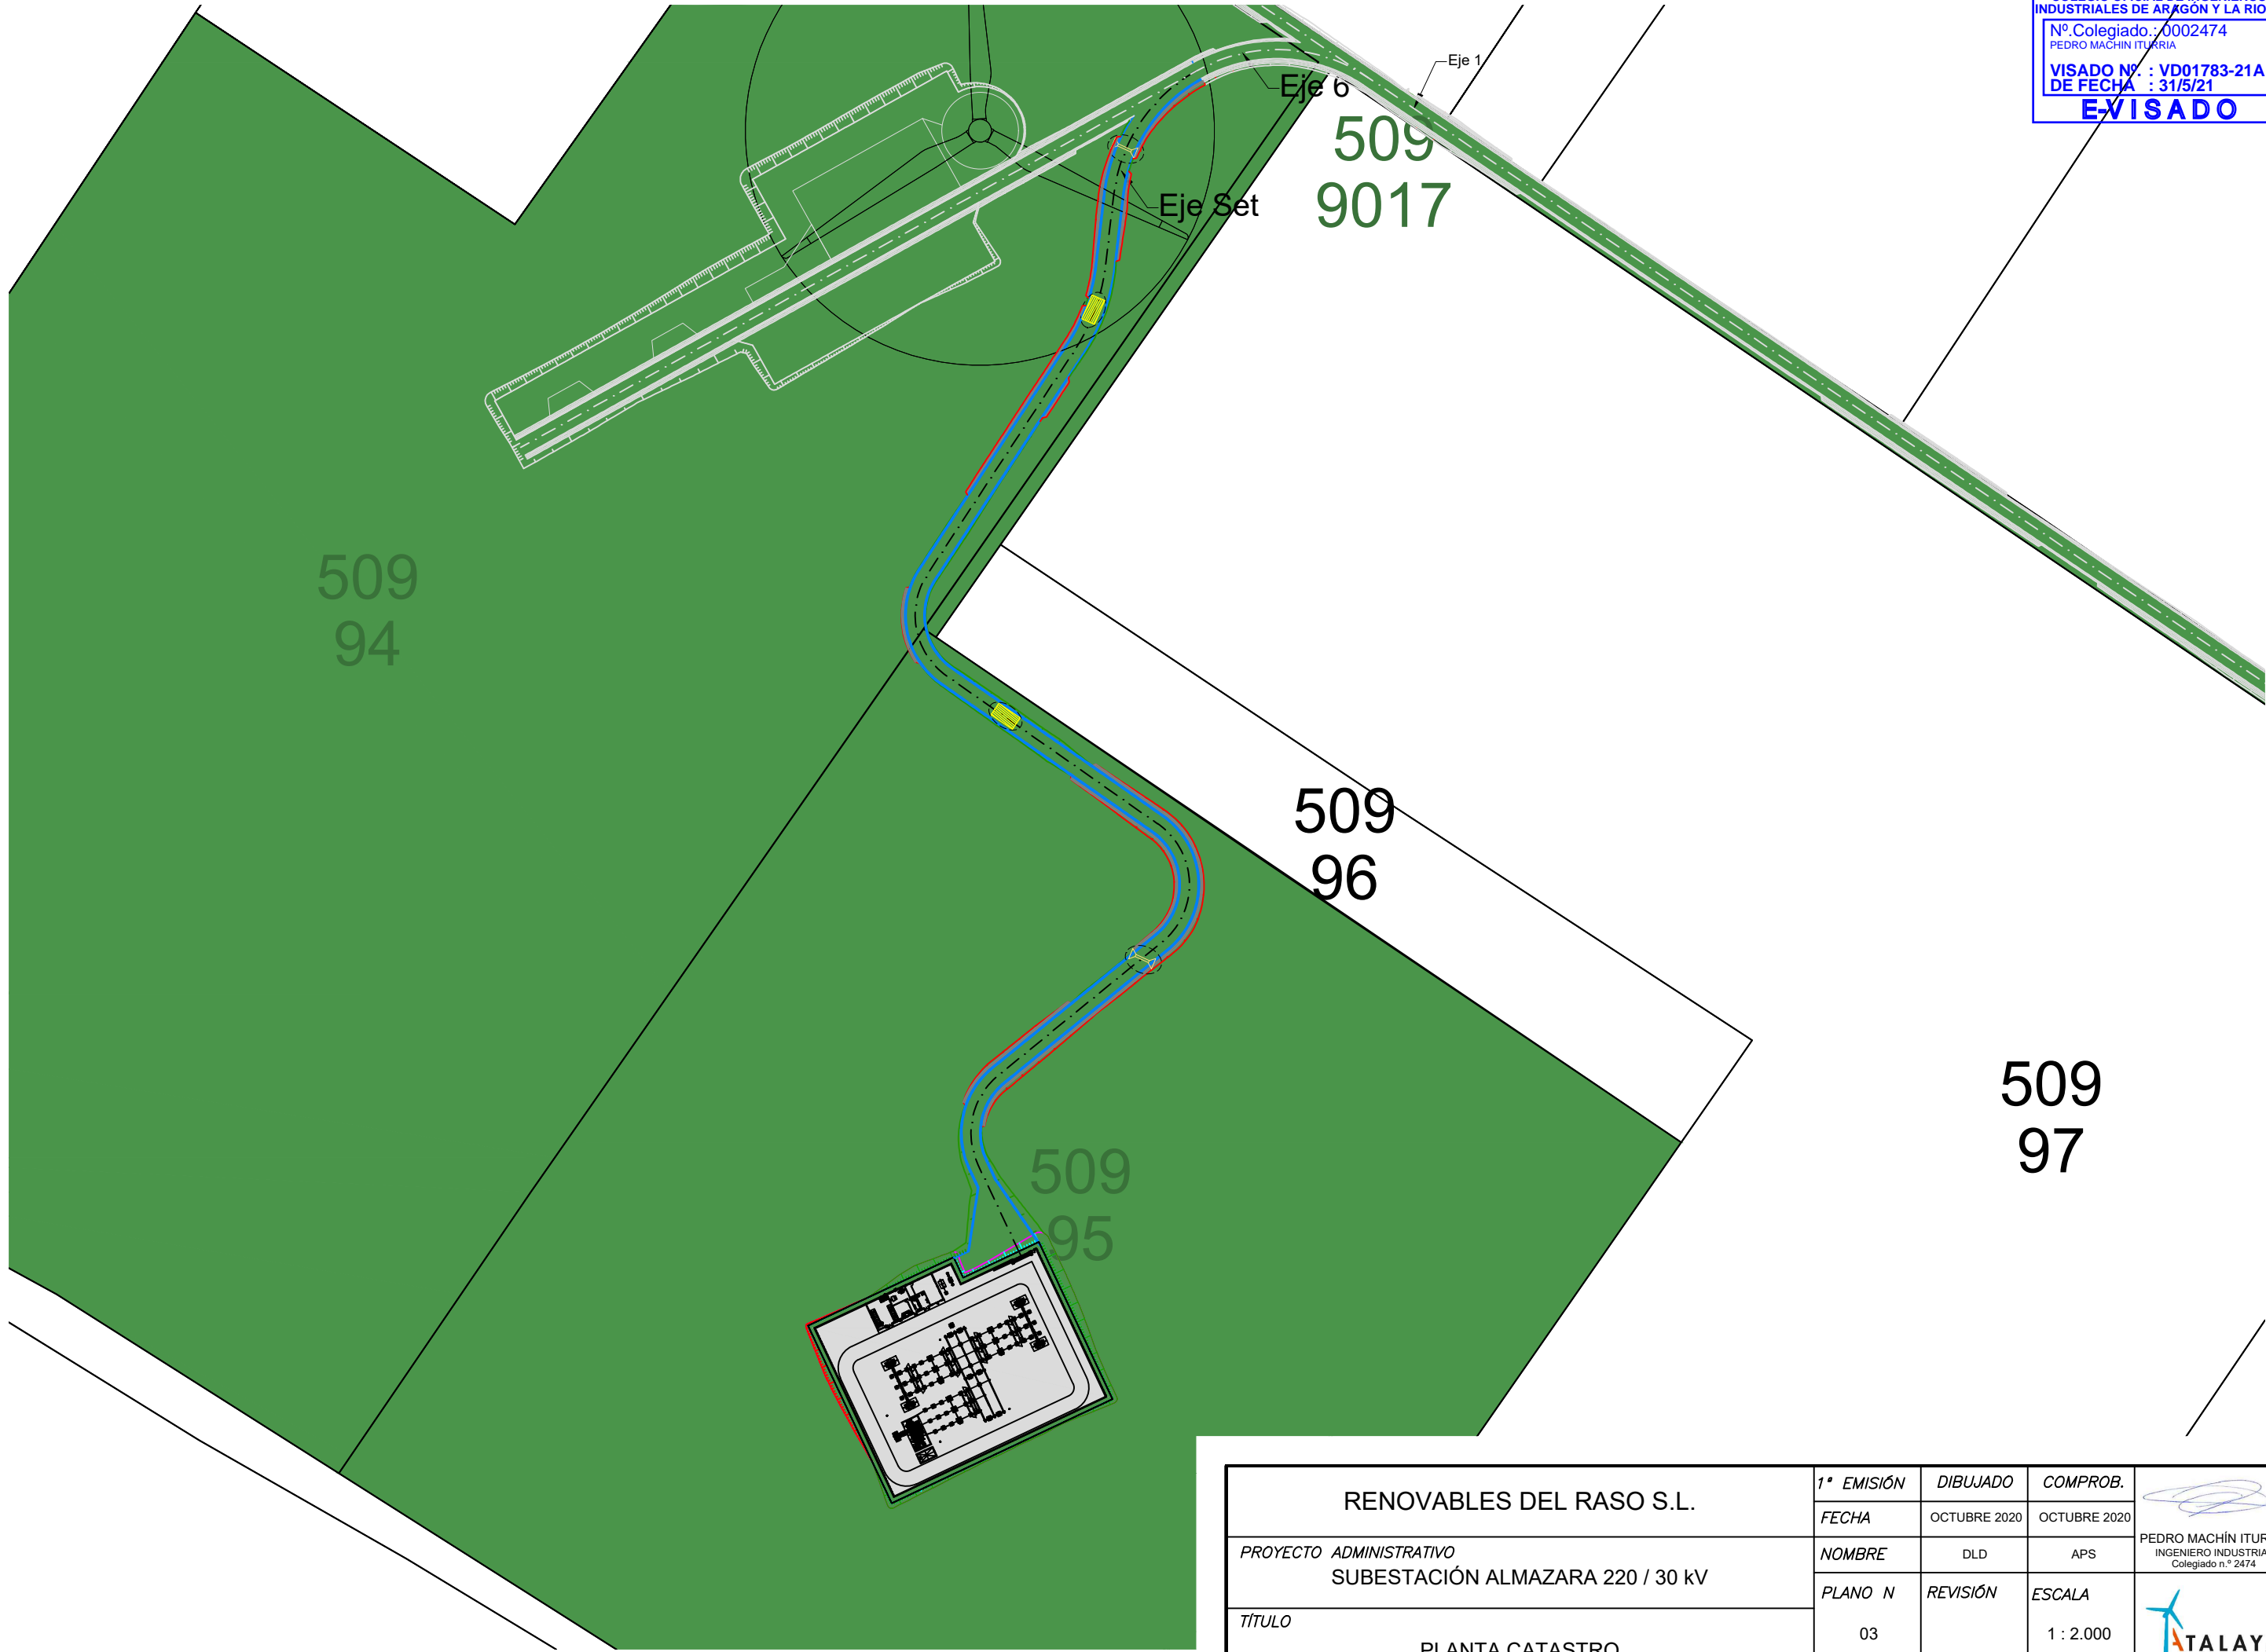 INDUSTRIALES DE ARAGÓN Y LA RIO
Nº.Colegiado.: 0002474
PEDRO MACHIN ITURRIA
VISADO Nº. : VD01783-21A
DE FECHA : 31/5/21
E-VISADO
Eje 1
Eje 6
509
9017
Eje Set
509
94
509
96
509
97
509
95
RENOVABLES DEL RASO S.L.
PROYECTO ADMINISTRATIVO
SUBESTACIÓN ALMAZARA 220 / 30 kV
TÍTULO
PLANTA CATASTRO
1ª EMISIÓN DIBUJADO COMPROB.
FECHA OCTUBRE 2020 OCTUBRE 2020
NOMBRE DLD APS
PLANO N REVISIÓN ESCALA
03 1 : 2.000
PEDRO MACHÍN ITUR
INGENIERO INDUSTRIA
Colegiado n.º 2474
ATALAY